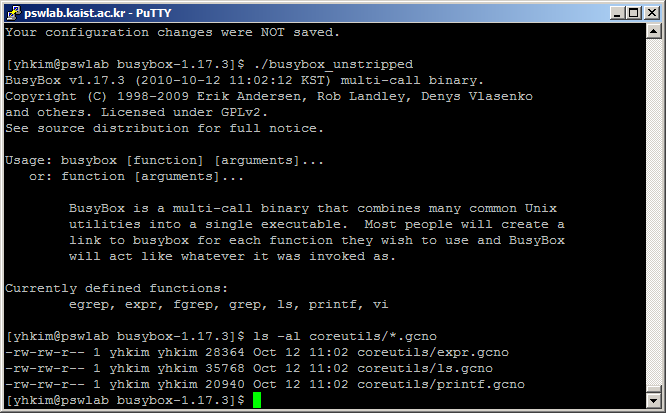 pswlab.kaist.ac.kr - PuTTY
Your configuration changes were NOT saved.
[yhkim@pswlab busybox-1.17.3]$ ./busybox_unstripped
BusyBox v1.17.3 (2010-10-12 11:02:12 KST) multi-call binary.
Copyright (C) 1998-2009 Erik Andersen, Rob Landley, Denys Vlasenko
and others. Licensed under GPLv2.
See source distribution for full notice.
Usage: busybox [function] [arguments]...
or: function [arguments]...
BusyBox is a multi-call binary that combines many common Unix
utilities into a single executable.  Most people will create a
link to busybox for each function they wish to use and BusyBox
will act like whatever it was invoked as.
Currently defined functions:
egrep, expr, fgrep, grep, ls, printf, vi
[yhkim@pswlab busybox-1.17.3]$ ls -al coreutils/*.gcno
-rw-rw-r-- 1 yhkim yhkim 28364 Oct 12 11:02 coreutils/expr.gcno
-rw-rw-r-- 1 yhkim yhkim 35768 Oct 12 11:02 coreutils/ls.gcno
-rw-rw-r-- 1 yhkim yhkim 20940 Oct 12 11:02 coreutils/printf.gcno
[yhkim@pswlab busybox-1.17.3]$